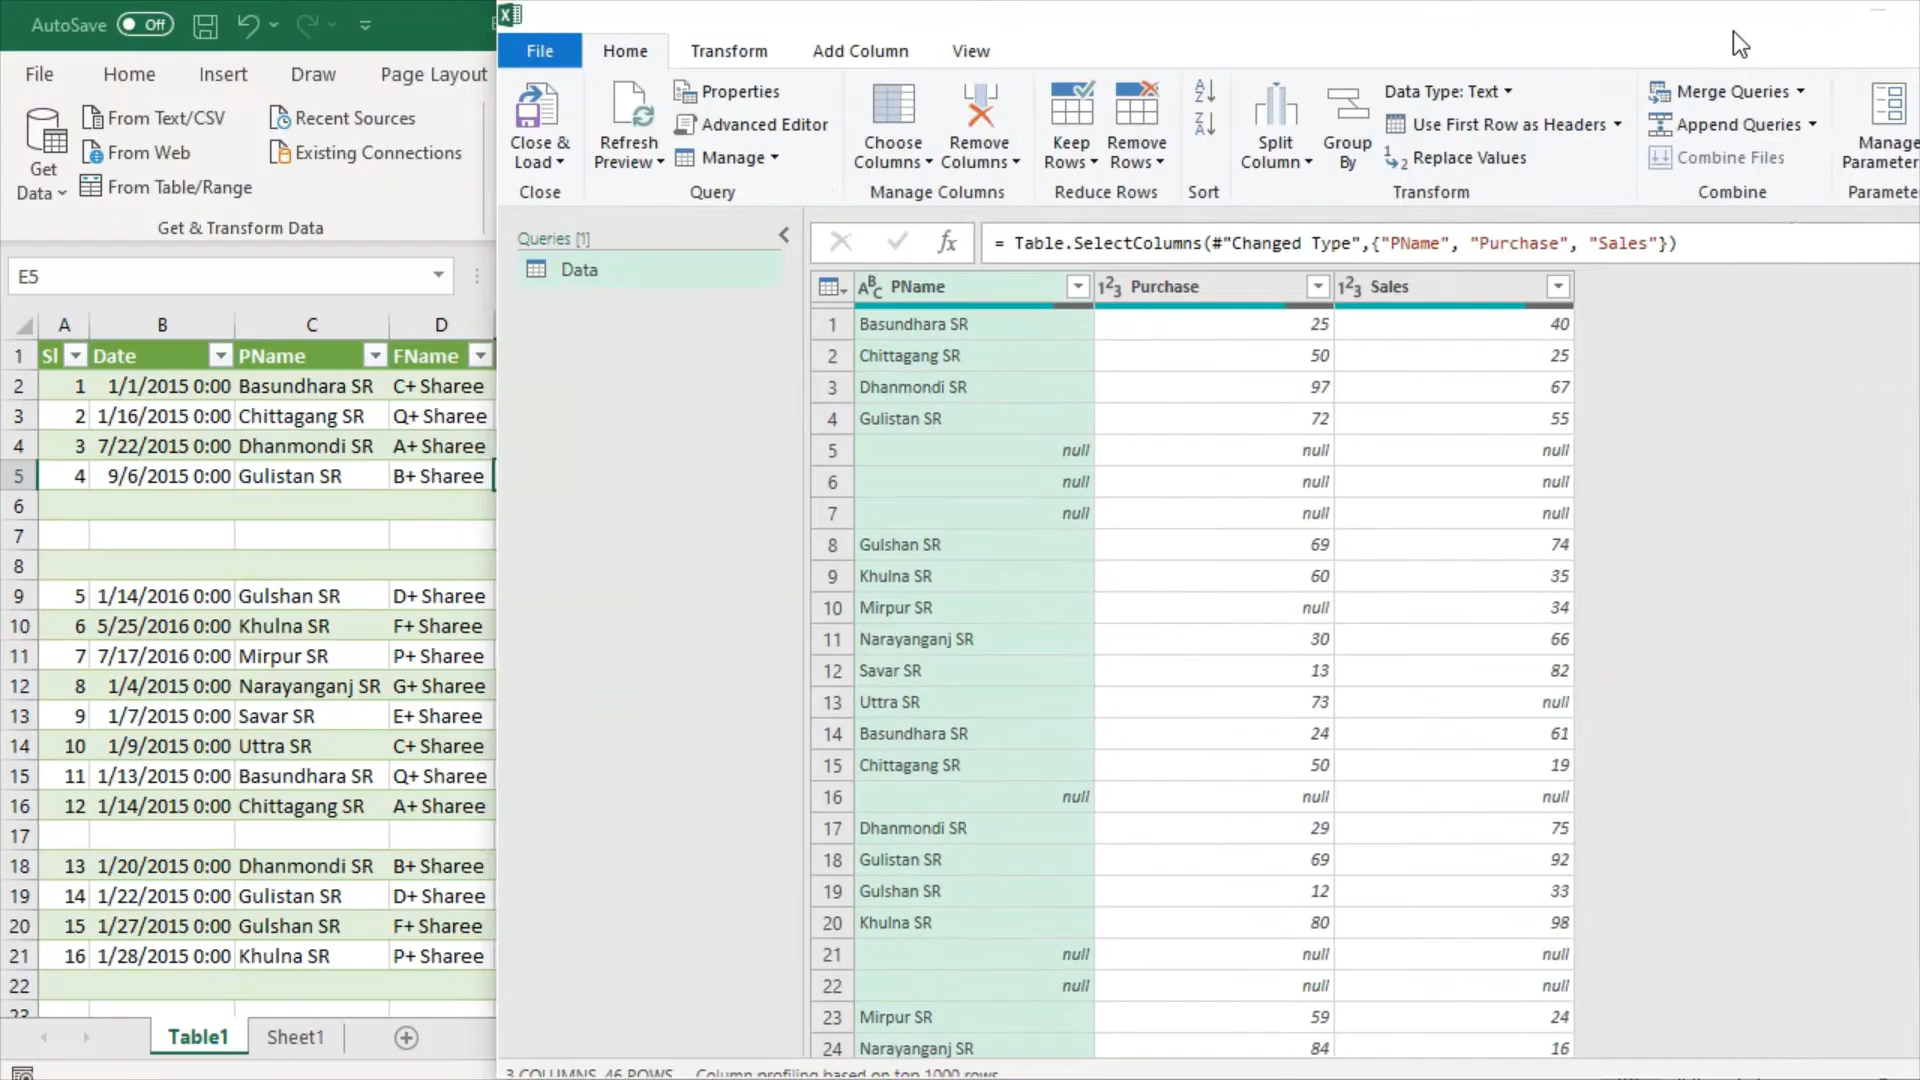 AutoSave Off
File Home Insert Draw Page Layout
Get Data
From Text/CSV
From Web
From Table/Range
Recent Sources
Existing Connections
Get & Transform Data
E5
A B C D
1 Sl Date PName FName
2 1 1/1/2015 0:00 Basundhara SR C+ Sharee
3 2 1/16/2015 0:00 Chittagang SR Q+ Sharee
4 3 7/22/2015 0:00 Dhanmondi SR A+ Sharee
5 4 9/6/2015 0:00 Gulistan SR B+ Sharee
6
7
8
9 5 1/14/2016 0:00 Gulshan SR D+ Sharee
10 6 5/25/2016 0:00 Khulna SR F+ Sharee
11 7 7/17/2016 0:00 Mirpur SR P+ Sharee
12 8 1/4/2015 0:00 Narayanganj SR G+ Sharee
13 9 1/7/2015 0:00 Savar SR E+ Sharee
14 10 1/9/2015 0:00 Uttra SR C+ Sharee
15 11 1/13/2015 0:00 Basundhara SR Q+ Sharee
16 12 1/14/2015 0:00 Chittagang SR A+ Sharee
17
18 13 1/20/2015 0:00 Dhanmondi SR B+ Sharee
19 14 1/22/2015 0:00 Gulistan SR D+ Sharee
20 15 1/27/2015 0:00 Gulshan SR F+ Sharee
21 16 1/28/2015 0:00 Khulna SR P+ Sharee
22
23
Table1 Sheet1
File Home Transform Add Column View
Close & Load
Close
Refresh Preview
Properties
Advanced Editor
Manage
Query
Choose Columns
Remove Columns
Manage Columns
Keep Rows
Remove Rows
Reduce Rows
Sort
Split Column
Group By
Data Type: Text
Use First Row as Headers
Replace Values
Transform
Merge Queries
Append Queries
Combine Files
Combine
Manage
Parameter
Paramete
Queries [1]
Data
fx = Table.SelectColumns(#"Changed Type",{"PName", "Purchase", "Sales"})
ABC PName 123 Purchase 123 Sales
1 Basundhara SR 25 40
2 Chittagang SR 50 25
3 Dhanmondi SR 97 67
4 Gulistan SR 72 55
5 null null null
6 null null null
7 null null null
8 Gulshan SR 69 74
9 Khulna SR 60 35
10 Mirpur SR null 34
11 Narayanganj SR 30 66
12 Savar SR 13 82
13 Uttra SR 73 null
14 Basundhara SR 24 61
15 Chittagang SR 50 19
16 null null null
17 Dhanmondi SR 29 75
18 Gulistan SR 69 92
19 Gulshan SR 12 33
20 Khulna SR 80 98
21 null null null
22 null null null
23 Mirpur SR 59 24
24 Narayanganj SR 84 16
3 COLUMNS, 46 ROWS Column profiling based on top 1000 rows